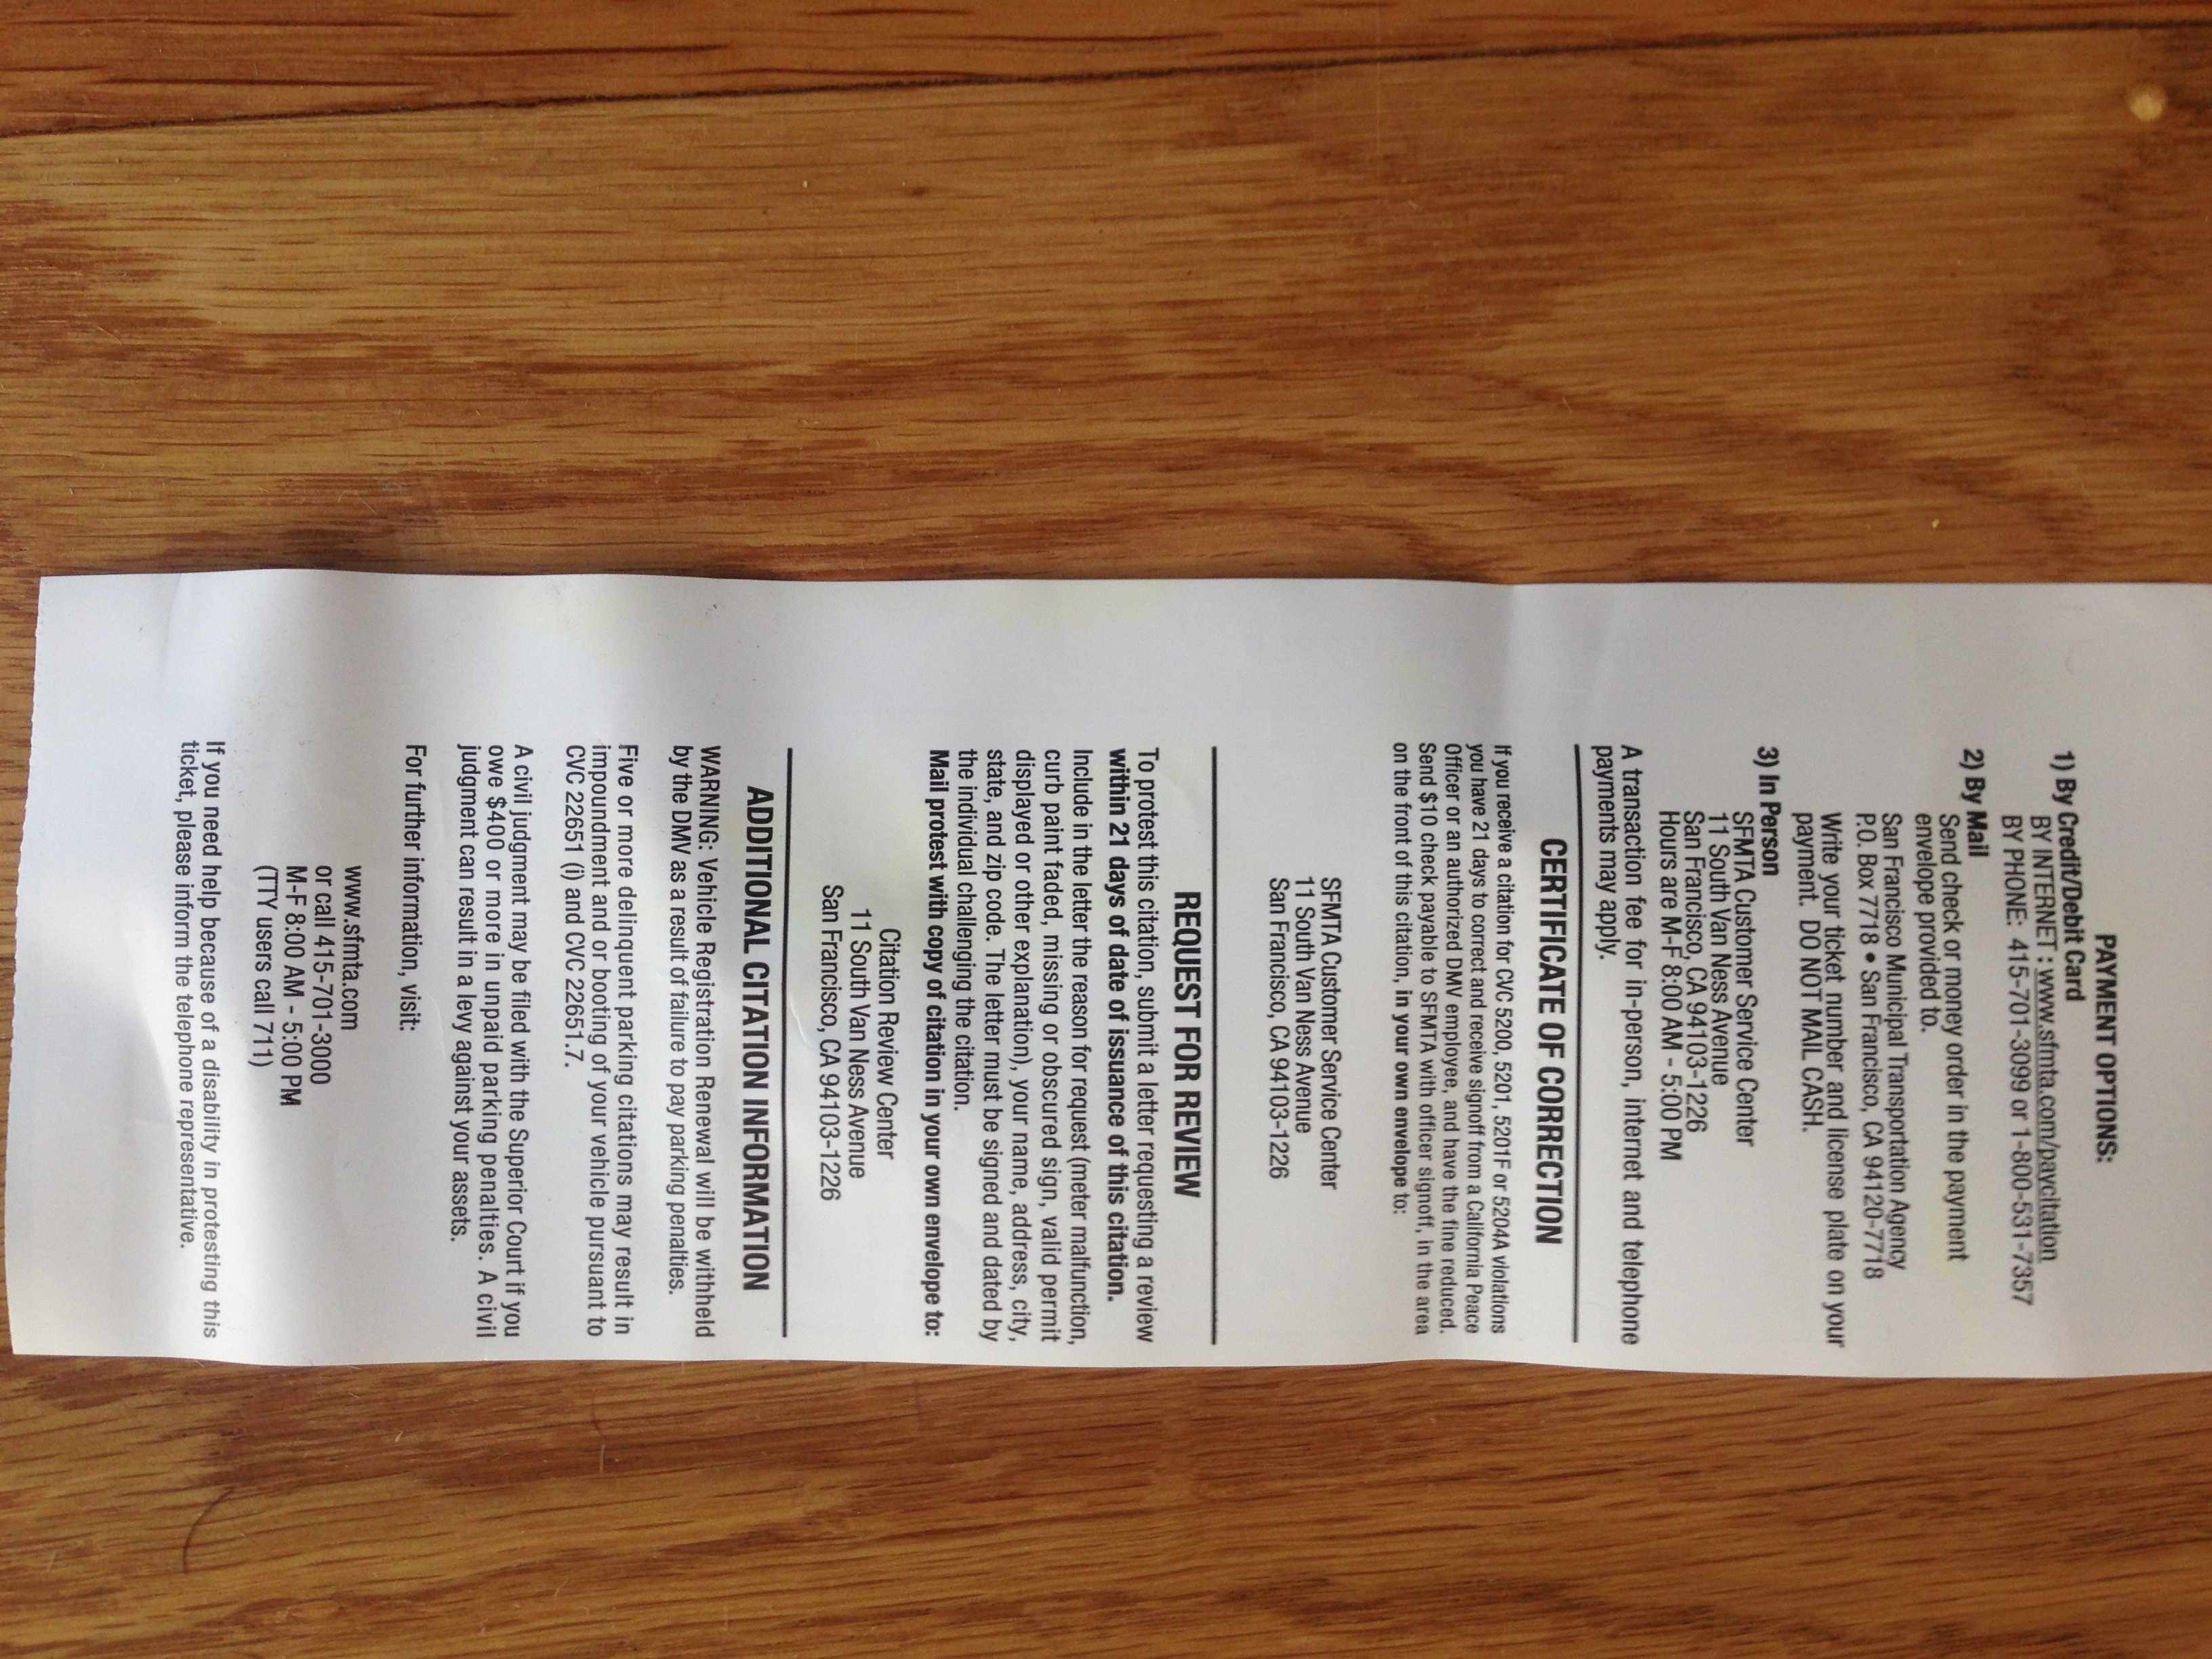 PAYMENT OPTIONS:
1) By Credit/Debit Card
BY INTERNET : www.sfmta.com/paycitation
BY PHONE: 415-701-3099 or 1-800-531-7357
2) By Mail
Send check or money order in the payment
envelope provided to.
San Francisco Municipal Transportation Agency
P.O. Box 7718 • San Francisco, CA 94120-7718
Write your ticket number and license plate on your
payment. DO NOT MAIL CASH.
3) In Person
SFMTA Customer Service Center
11 South Van Ness Avenue
San Francisco, CA 94103-1226
Hours are M-F 8:00 AM - 5:00 PM
A transaction fee for in-person, internet and telephone
payments may apply.
CERTIFICATE OF CORRECTION
If you receive a citation for CVC 5200, 5201, 5201F or 5204A violations
you have 21 days to correct and receive signoff from a California Peace
Officer or an authorized DMV employee, and have the fine reduced.
Send $10 check payable to SFMTA with officer signoff, in the area
on the front of this citation, in your own envelope to:
SFMTA Customer Service Center
11 South Van Ness Avenue
San Francisco, CA 94103-1226
REQUEST FOR REVIEW
To protest this citation, submit a letter requesting a review
within 21 days of date of issuance of this citation.
Include in the letter the reason for request (meter malfunction,
curb paint faded, missing or obscured sign, valid permit
displayed or other explanation), your name, address, city,
state, and zip code. The letter must be signed and dated by
the individual challenging the citation.
Mail protest with copy of citation in your own envelope to:
Citation Review Center
11 South Van Ness Avenue
San Francisco, CA 94103-1226
ADDITIONAL CITATION INFORMATION
WARNING: Vehicle Registration Renewal will be withheld
by the DMV as a result of failure to pay parking penalties.
Five or more delinquent parking citations may result in
impoundment and or booting of your vehicle pursuant to
CVC 22651 (i) and CVC 22651.7.
A civil judgment may be filed with the Superior Court if you
owe $400 or more in unpaid parking penalties. A civil
judgment can result in a levy against your assets.
For further information, visit:
www.sfmta.com
or call 415-701-3000
M-F 8:00 AM - 5:00 PM
(TTY users call 711)
If you need help because of a disability in protesting this
ticket, please inform the telephone representative.